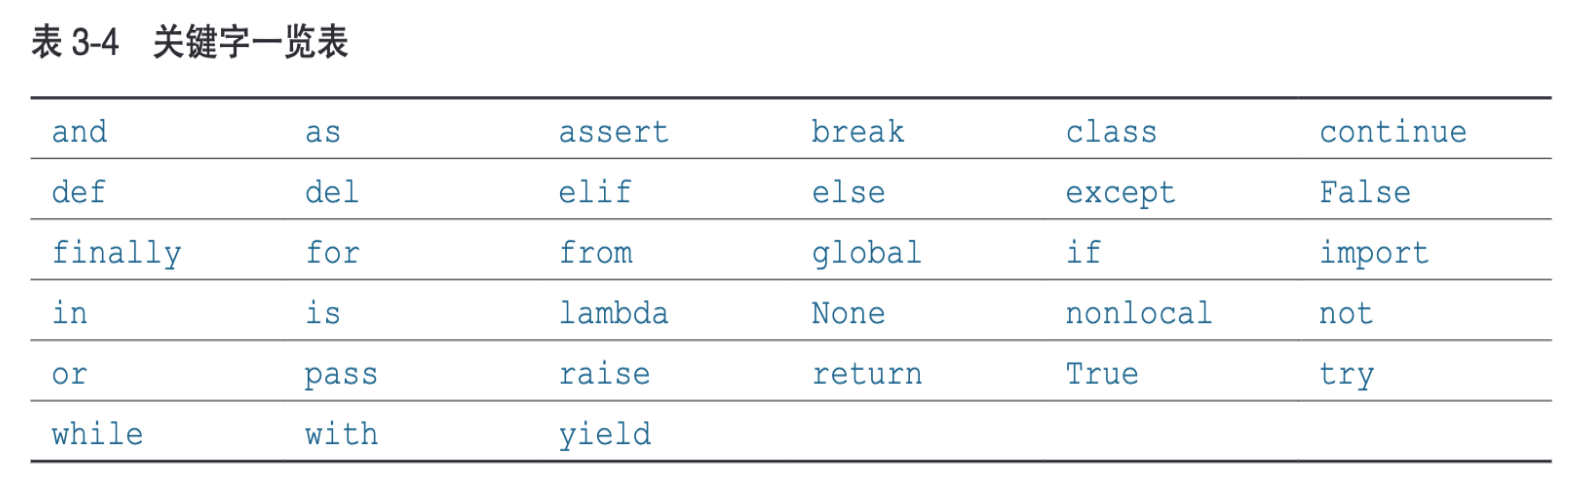 表 3-4 关键字一览表
and as assert break class continue
def del elif else except False
finally for from global if import
in is lambda None nonlocal not
or pass raise return True try
while with yield